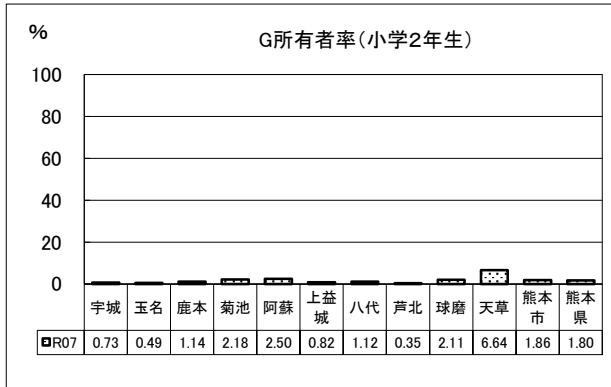 %
G所有者率(小学2年生)
100
80
60
40
20
0
宇城 玉名 鹿本 菊池 阿蘇 上益城 八代 芦北 球磨 天草 熊本市 熊本県
R07 0.73 0.49 1.14 2.18 2.50 0.82 1.12 0.35 2.11 6.64 1.86 1.80